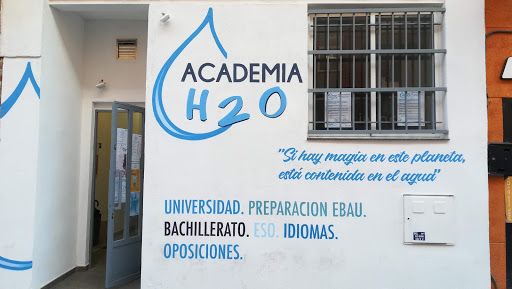 ACADEMIA
H2O
"Si hay magia en este planeta,
está contenida en el agua"
UNIVERSIDAD. PREPARACION EBAU.
BACHILLERATO. ESO. IDIOMAS.
OPOSICIONES.